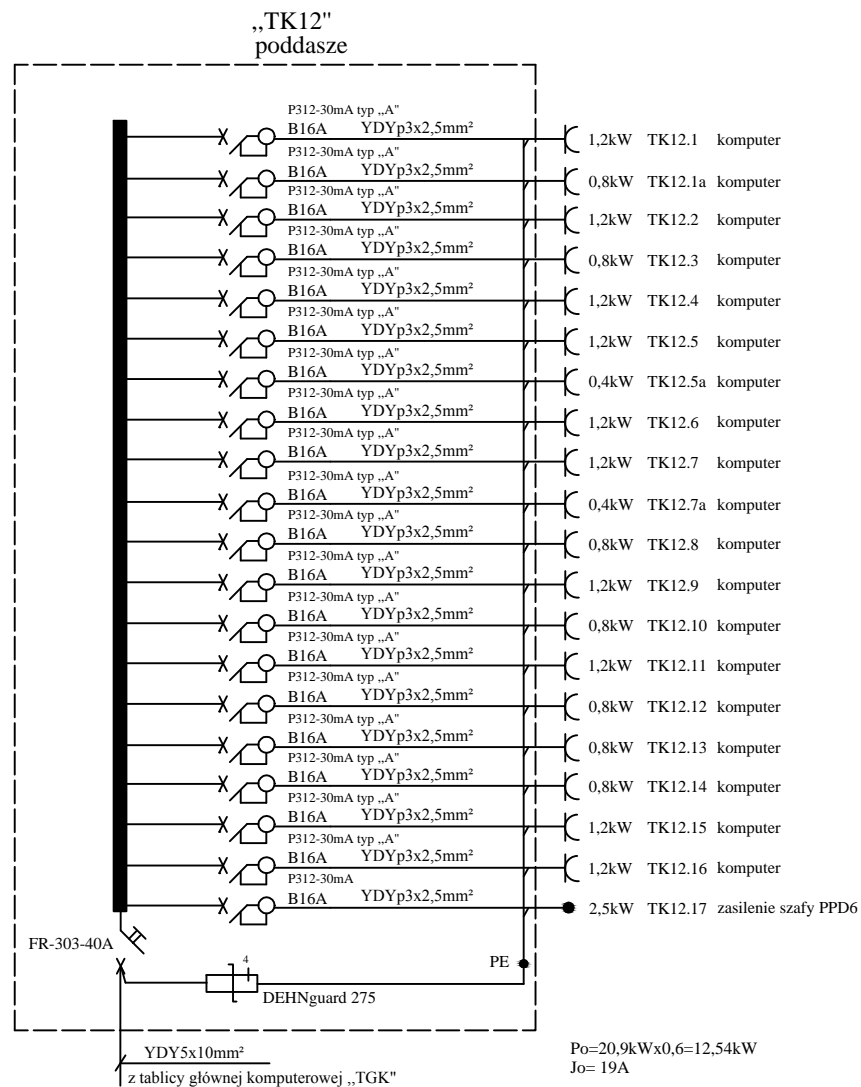 ,,TK12"
poddasze
P312-30mA typ ,,A"
B16A YDYp3x2,5mm² 1,2kW TK12.1 komputer
P312-30mA typ ,,A"
B16A YDYp3x2,5mm² 0,8kW TK12.1a komputer
P312-30mA typ ,,A"
B16A YDYp3x2,5mm² 1,2kW TK12.2 komputer
P312-30mA typ ,,A"
B16A YDYp3x2,5mm² 0,8kW TK12.3 komputer
P312-30mA typ ,,A"
B16A YDYp3x2,5mm² 1,2kW TK12.4 komputer
P312-30mA typ ,,A"
B16A YDYp3x2,5mm² 1,2kW TK12.5 komputer
P312-30mA typ ,,A"
B16A YDYp3x2,5mm² 0,4kW TK12.5a komputer
P312-30mA typ ,,A"
B16A YDYp3x2,5mm² 1,2kW TK12.6 komputer
P312-30mA typ ,,A"
B16A YDYp3x2,5mm² 1,2kW TK12.7 komputer
P312-30mA typ ,,A"
B16A YDYp3x2,5mm² 0,4kW TK12.7a komputer
P312-30mA typ ,,A"
B16A YDYp3x2,5mm² 0,8kW TK12.8 komputer
P312-30mA typ ,,A"
B16A YDYp3x2,5mm² 1,2kW TK12.9 komputer
P312-30mA typ ,,A"
B16A YDYp3x2,5mm² 0,8kW TK12.10 komputer
P312-30mA typ ,,A"
B16A YDYp3x2,5mm² 1,2kW TK12.11 komputer
P312-30mA typ ,,A"
B16A YDYp3x2,5mm² 0,8kW TK12.12 komputer
P312-30mA typ ,,A"
B16A YDYp3x2,5mm² 0,8kW TK12.13 komputer
P312-30mA typ ,,A"
B16A YDYp3x2,5mm² 0,8kW TK12.14 komputer
P312-30mA typ ,,A"
B16A YDYp3x2,5mm² 1,2kW TK12.15 komputer
P312-30mA typ ,,A"
B16A YDYp3x2,5mm² 1,2kW TK12.16 komputer
P312-30mA
B16A YDYp3x2,5mm² 2,5kW TK12.17 zasilenie szafy PPD6
FR-303-40A
PE
4
DEHNguard 275
YDY5x10mm²
z tablicy głównej komputerowej ,,TGK"
Po=20,9kWx0,6=12,54kW
Jo= 19A